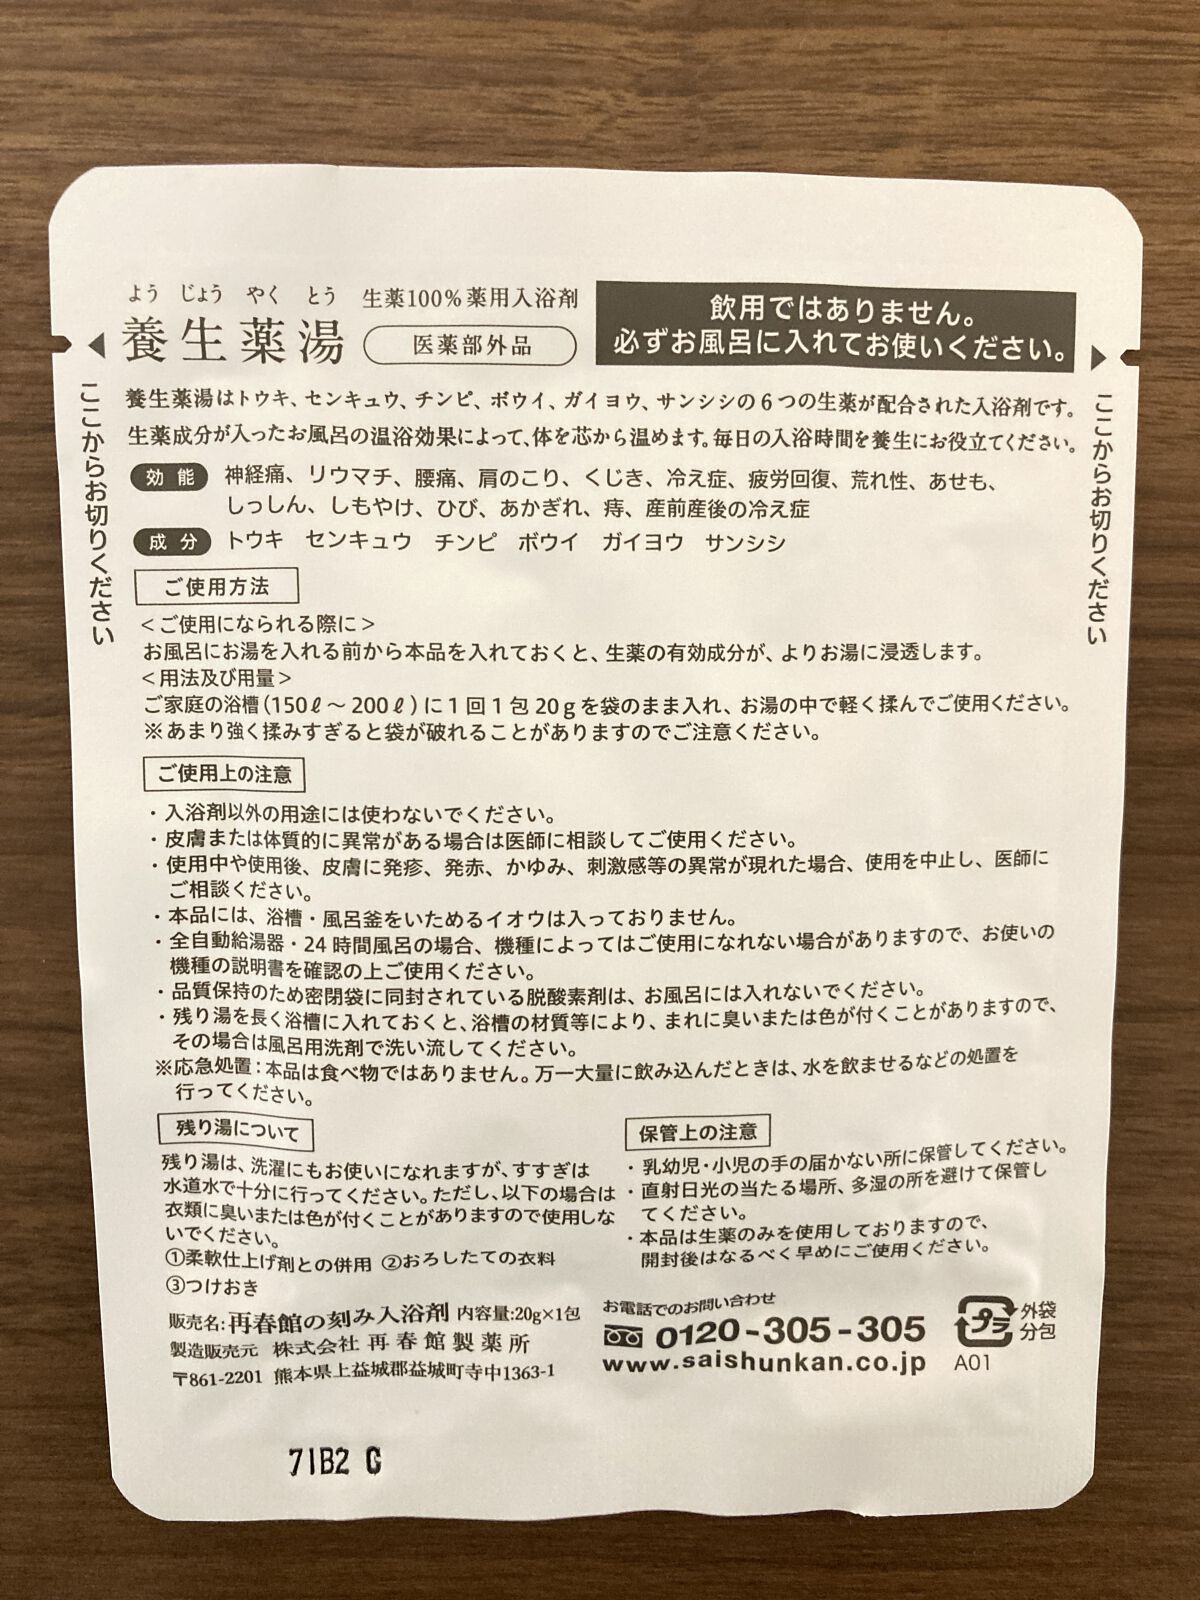 よう じょう やく とう
養生薬湯
生薬100%薬用入浴剤
医薬部外品
飲用ではありません。
必ずお風呂に入れてお使いください。
ここからお切りください
ここからお切りください
養生薬湯はトウキ、センキュウ、チンピ、ボウイ、ガイヨウ、サンシシの6つの生薬が配合された入浴剤です。
生薬成分が入ったお風呂の温浴効果によって、体を芯から温めます。毎日の入浴時間を養生にお役立てください。
効能 神経痛、リウマチ、腰痛、肩のこり、くじき、冷え症、疲労回復、荒れ性、あせも、
しっしん、しもやけ、ひび、あかぎれ、痔、産前産後の冷え症
成分 トウキ センキュウ チンピ ボウイ ガイヨウ サンシシ
ご使用方法
<ご使用になられる際に>
お風呂にお湯を入れる前から本品を入れておくと、生薬の有効成分が、よりお湯に浸透します。
<用法及び用量>
ご家庭の浴槽(150ℓ~200ℓ)に1回1包20gを袋のまま入れ、お湯の中で軽く揉んでご使用ください。
※あまり強く揉みすぎると袋が破れることがありますのでご注意ください。
ご使用上の注意
・入浴剤以外の用途には使わないでください。
・皮膚または体質的に異常がある場合は医師に相談してご使用ください。
・使用中や使用後、皮膚に発疹、発赤、かゆみ、刺激感等の異常が現れた場合、使用を中止し、医師に
ご相談ください。
・本品には、浴槽・風呂釜をいためるイオウは入っておりません。
・全自動給湯器・24時間風呂の場合、機種によってはご使用になれない場合がありますので、お使いの
機種の説明書を確認の上ご使用ください。
・品質保持のため密閉袋に同封されている脱酸素剤は、お風呂には入れないでください。
・残り湯を長く浴槽に入れておくと、浴槽の材質等により、まれに臭いまたは色が付くことがありますので、
その場合は風呂用洗剤で洗い流してください。
※応急処置:本品は食べ物ではありません。万一大量に飲み込んだときは、水を飲ませるなどの処置を
行ってください。
残り湯について
残り湯は、洗濯にもお使いになれますが、すすぎは
水道水で十分に行ってください。ただし、以下の場合は
衣類に臭いまたは色が付くことがありますので使用しな
いでください。
①柔軟仕上げ剤との併用 ②おろしたての衣料
③つけおき
保管上の注意
・乳幼児・小児の手の届かない所に保管してください。
・直射日光の当たる場所、多湿の所を避けて保管し
てください。
・本品は生薬のみを使用しておりますので、
開封後はなるべく早めにご使用ください。
販売名:再春館の刻み入浴剤 内容量:20g×1包
製造販売元 株式会社再春館製薬所
〒861-2201 熊本県上益城郡益城町寺中1363-1
お電話でのお問い合わせ
0120-305-305
www.saishunkan.co.jp
プラ
外袋
分包
A01
71B2 G